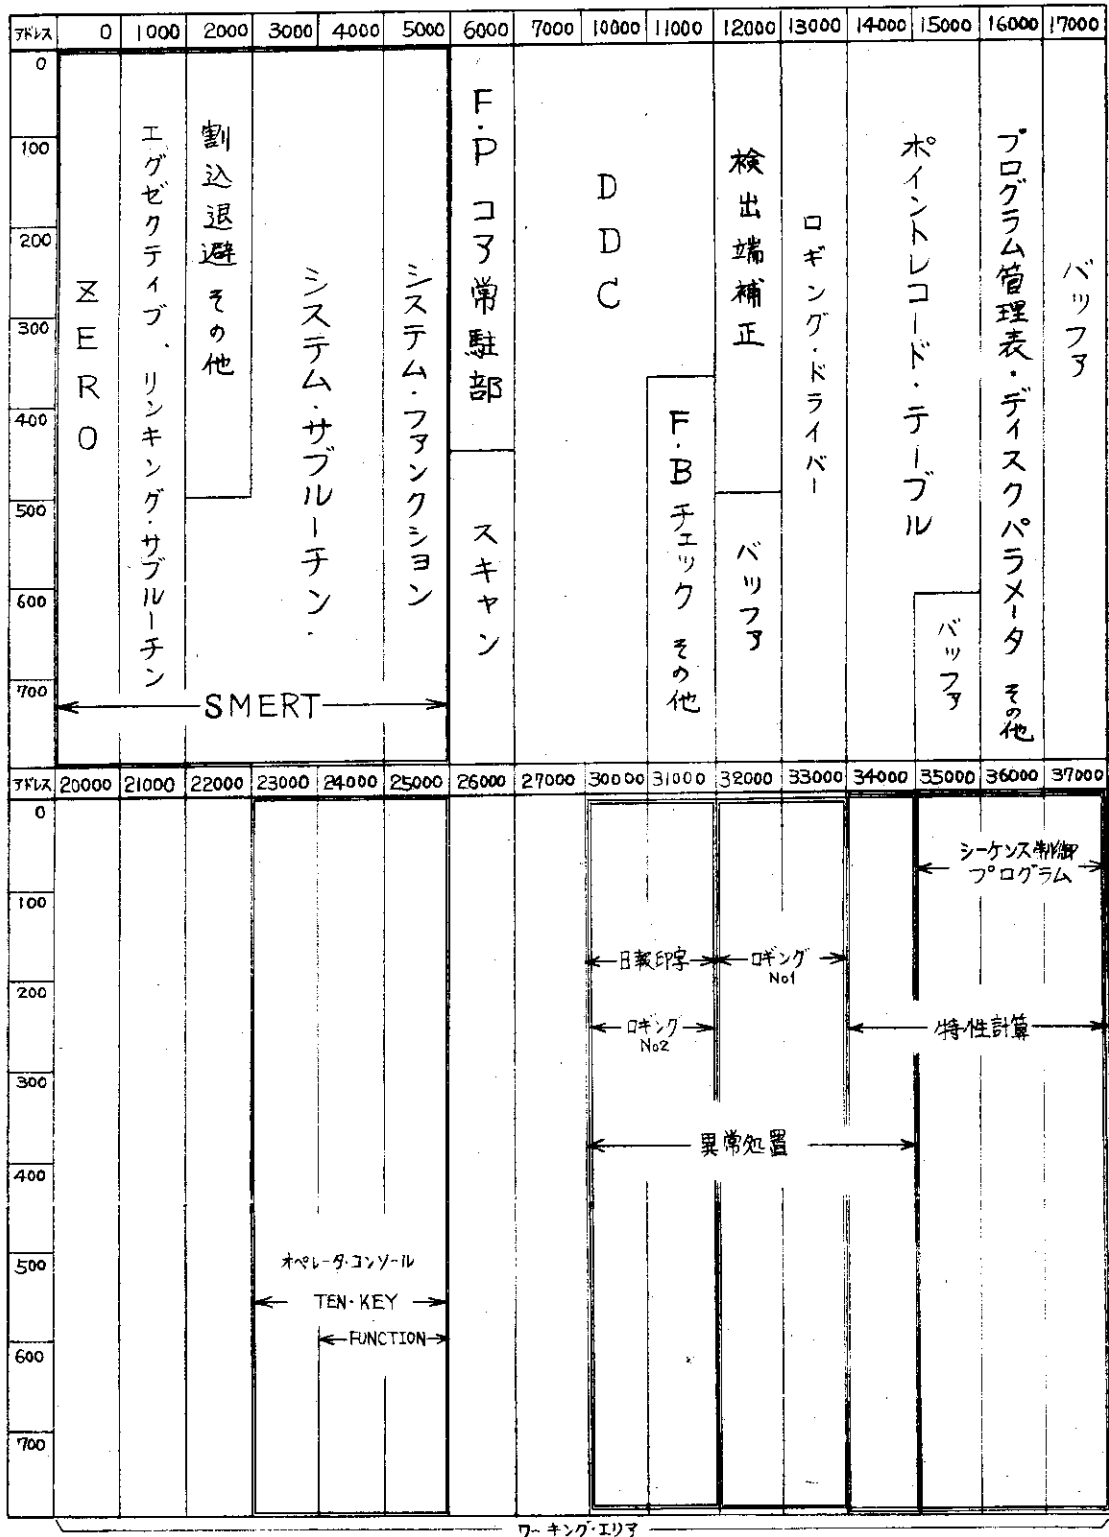 アドレス 0 1000 2000 3000 4000 5000 6000 7000 10000 11000 12000 13000 14000 15000 16000 17000
0
100
200
300
400
500
600
700
ZERO
エグゼクティブ、リンキング・サブルーチン
割込退避その他
システム・サブルーチン・
システム・ファンクション
SMERT
F・Pコア常駐部
スキャン
DDC
F・Bチェック その他
検出端補正
バッファ
ロギング・ドライバー
ポイントレコード・テーブル
バッファ
プログラム管理表・ディスクパラメータ その他
バッファ
アドレス 20000 21000 22000 23000 24000 25000 26000 27000 30000 31000 32000 33000 34000 35000 36000 37000
0
100
200
300
400
500
600
700
シーケンス制御
プログラム
日報印字
ロギング
No1
ロギング
No2
特性計算
異常処置
オペレータ・コンソール
TEN・KEY
FUNCTION
ワーキング・エリア